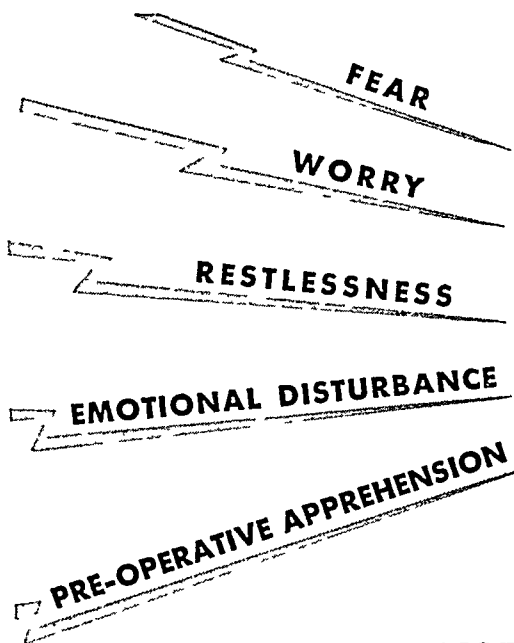 FEAR
WORRY
RESTLESSNESS
EMOTIONAL DISTURBANCE
PRE-OPERATIVE APPREHENSION